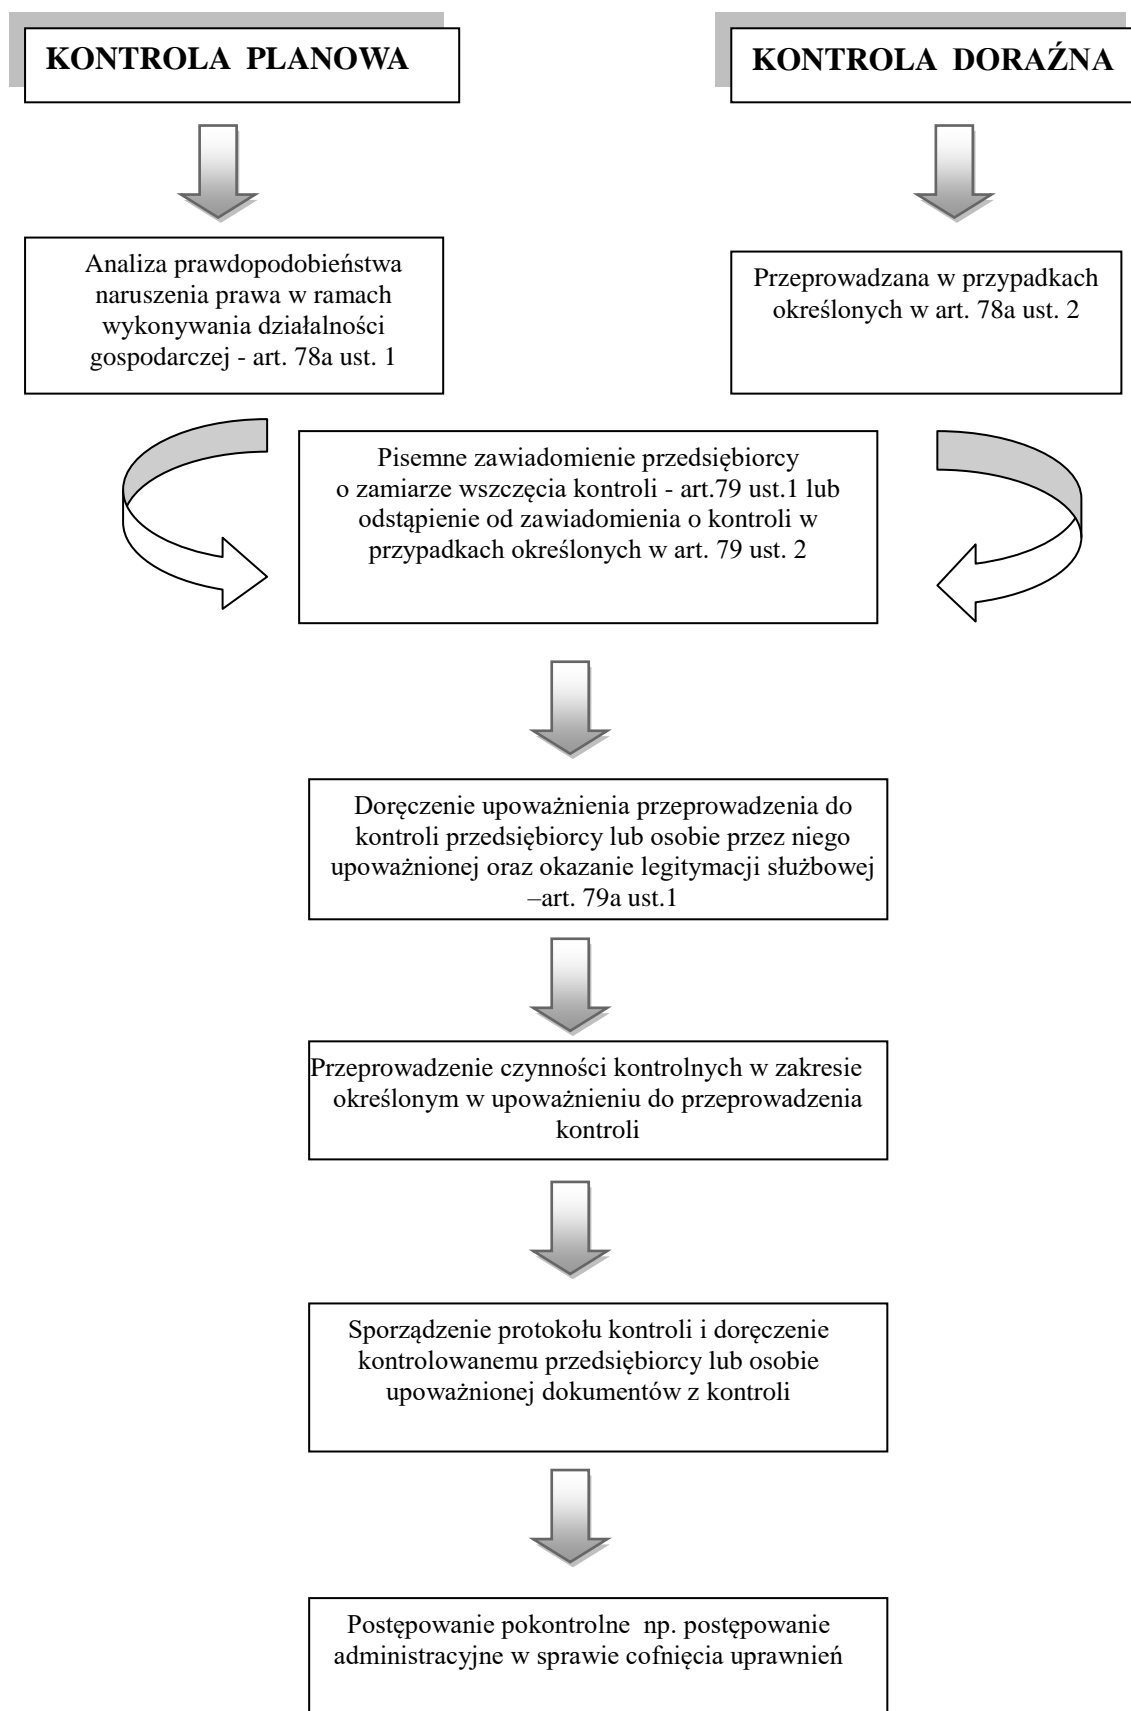 KONTROLA PLANOWA
KONTROLA DORAŹNA
Analiza prawdopodobieństwa
naruszenia prawa w ramach
wykonywania działalności
gospodarczej - art. 78a ust. 1
Przeprowadzana w przypadkach
określonych w art. 78a ust. 2
Pisemne zawiadomienie przedsiębiorcy
o zamiarze wszczęcia kontroli - art.79 ust.1 lub
odstąpienie od zawiadomienia o kontroli w
przypadkach określonych w art. 79 ust. 2
Doręczenie upoważnienia przeprowadzenia do
kontroli przedsiębiorcy lub osobie przez niego
upoważnionej oraz okazanie legitymacji służbowej
–art. 79a ust.1
Przeprowadzenie czynności kontrolnych w zakresie
określonym w upoważnieniu do przeprowadzenia
kontroli
Sporządzenie protokołu kontroli i doręczenie
kontrolowanemu przedsiębiorcy lub osobie
upoważnionej dokumentów z kontroli
Postępowanie pokontrolne np. postępowanie
administracyjne w sprawie cofnięcia uprawnień